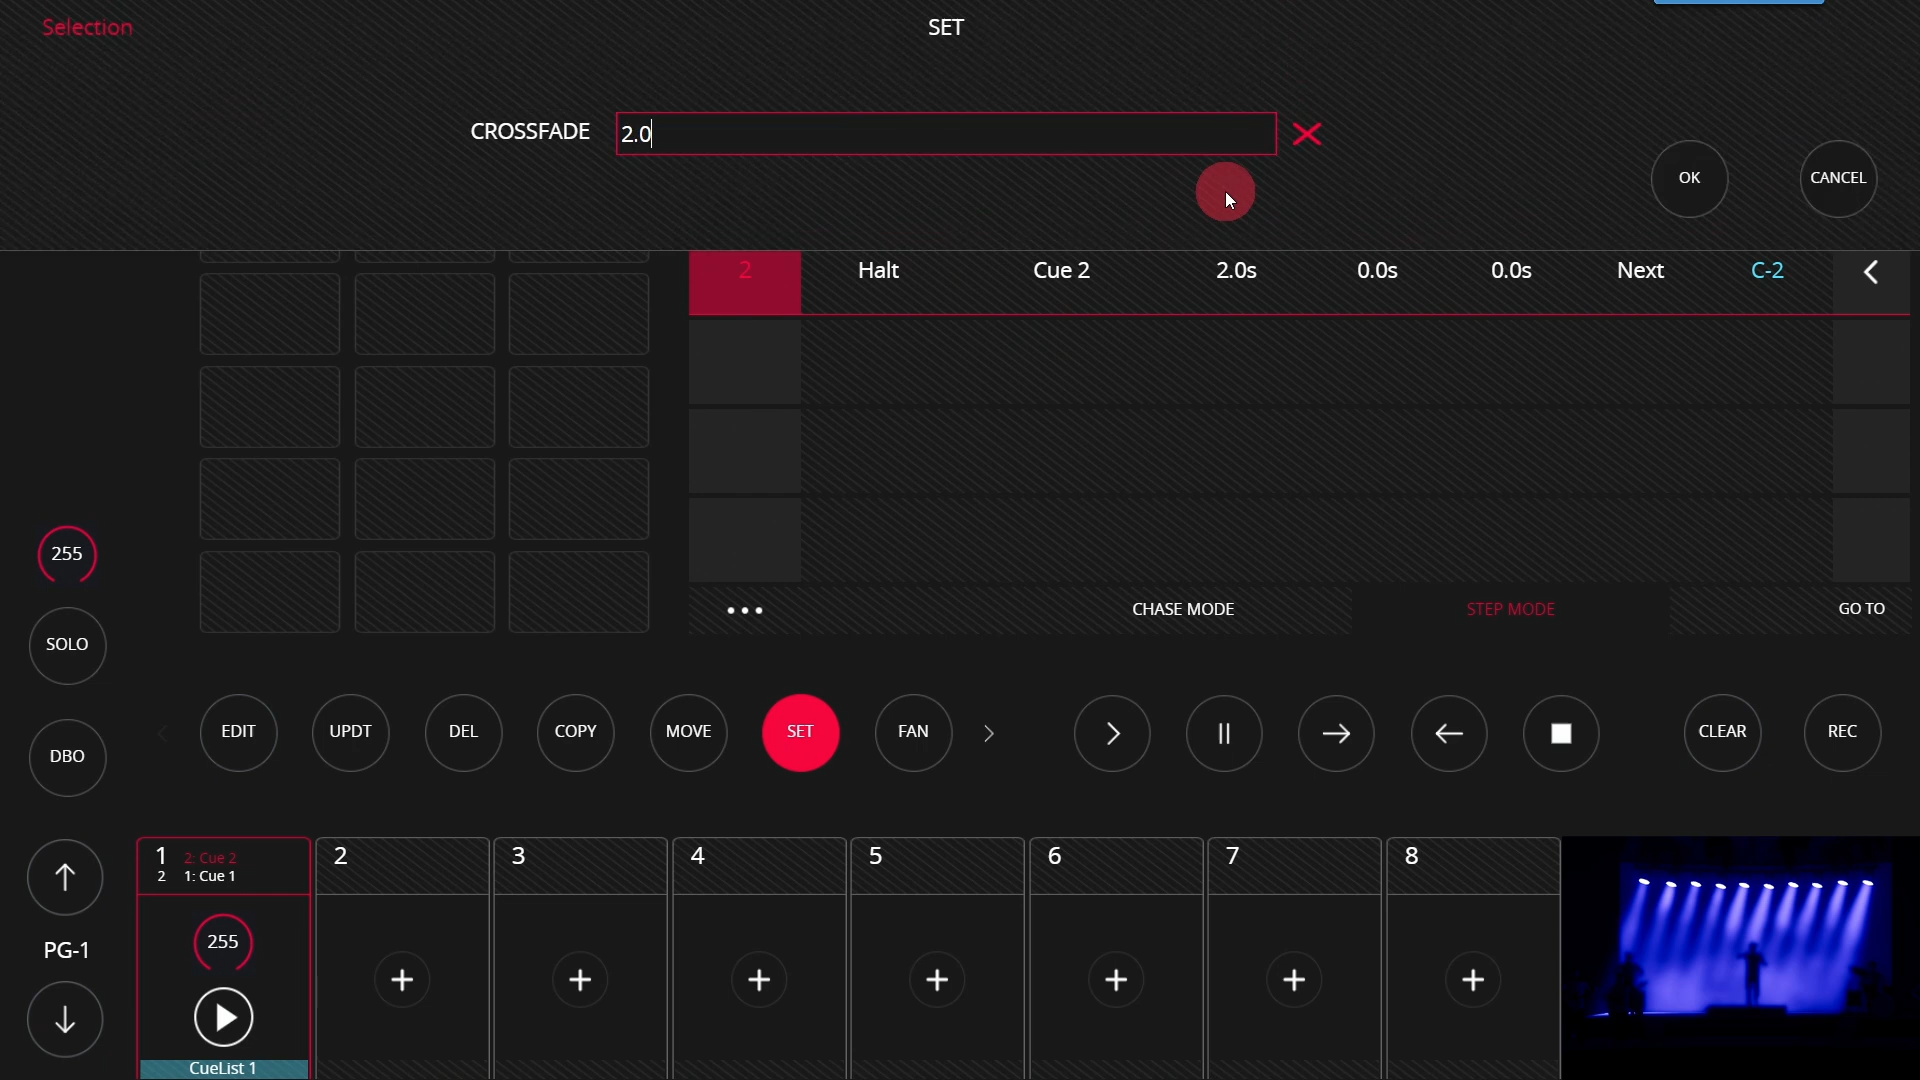 Selection
SET
CROSSFADE 2.0
OK CANCEL
2 Halt Cue 2 2.0s 0.0s 0.0s Next C-2
CHASE MODE STEP MODE GO TO
255
SOLO
DBO
EDIT UPDT DEL COPY MOVE SET FAN CLEAR REC
PG-1
1 2: Cue 2
2 1: Cue 1
255
CueList 1
2 3 4 5 6 7 8